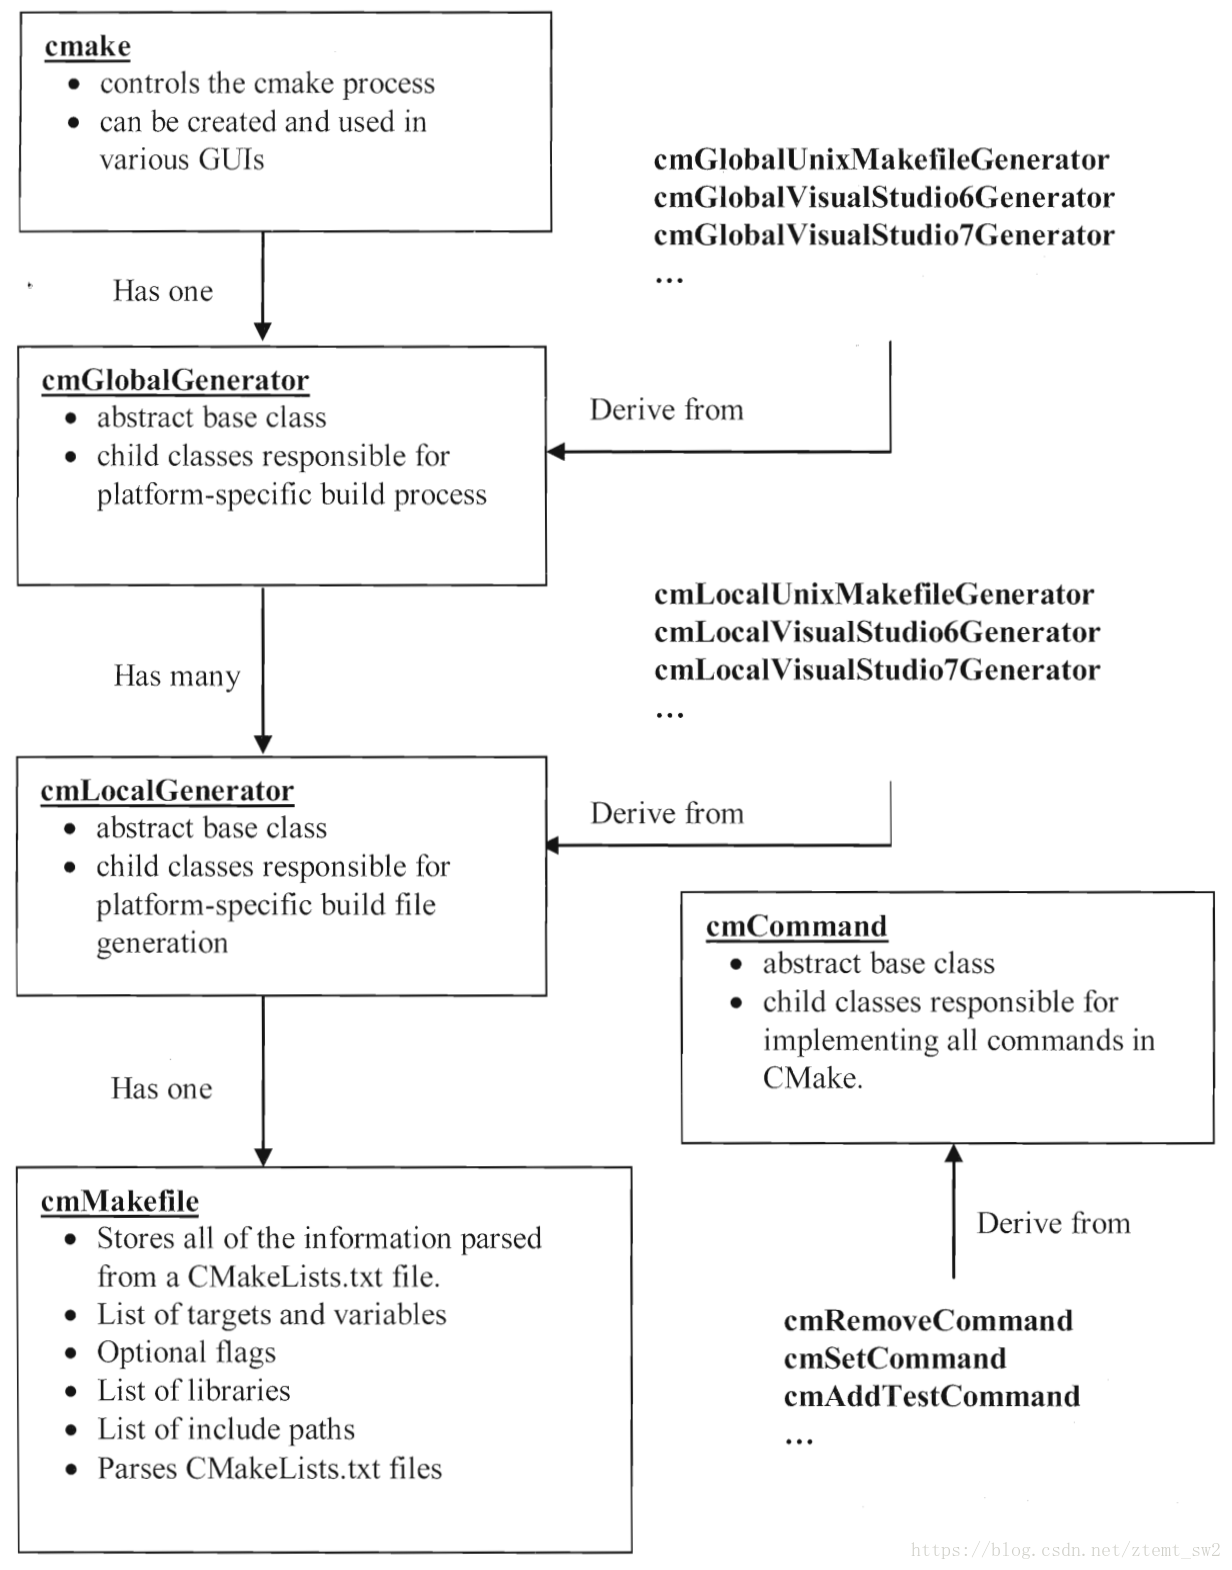 cmake
• controls the cmake process
• can be created and used in
various GUIs
cmGlobalUnixMakefileGenerator
cmGlobalVisualStudio6Generator
cmGlobalVisualStudio7Generator
...
Has one
cmGlobalGenerator
• abstract base class
• child classes responsible for
platform-specific build process
Derive from
cmLocalUnixMakefileGenerator
cmLocalVisualStudio6Generator
cmLocalVisualStudio7Generator
...
Has many
cmLocalGenerator
• abstract base class
• child classes responsible for
platform-specific build file
generation
Derive from
cmCommand
• abstract base class
• child classes responsible for
implementing all commands in
CMake.
Has one
cmMakefile
• Stores all of the information parsed
from a CMakeLists.txt file.
• List of targets and variables
• Optional flags
• List of libraries
• List of include paths
• Parses CMakeLists.txt files
Derive from
cmRemoveCommand
cmSetCommand
cmAddTestCommand
...
https://blog.csdn.net/ztemt_sw2